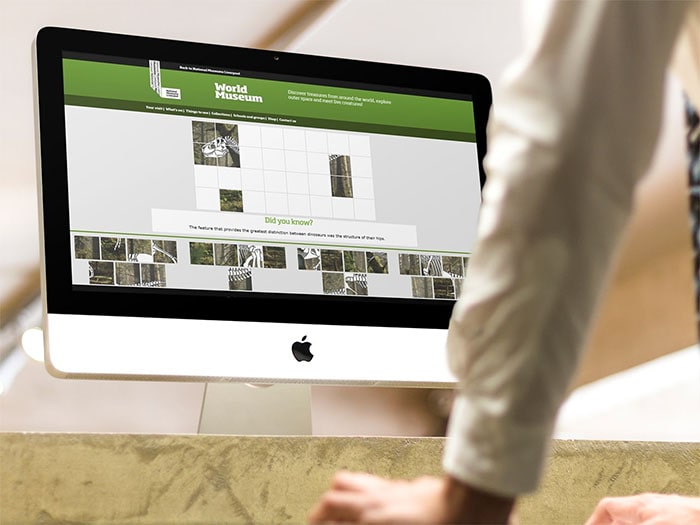 Back to National Museums Liverpool
World
Museum
Discover treasures from around the world, explore
outer space and meet live creatures!
Your visit | What's on | Things to see | Collections | Schools and groups | Shop | Contact us
Did you know?
The feature that provides the greatest distinction between dinosaurs was the structure of their hips.